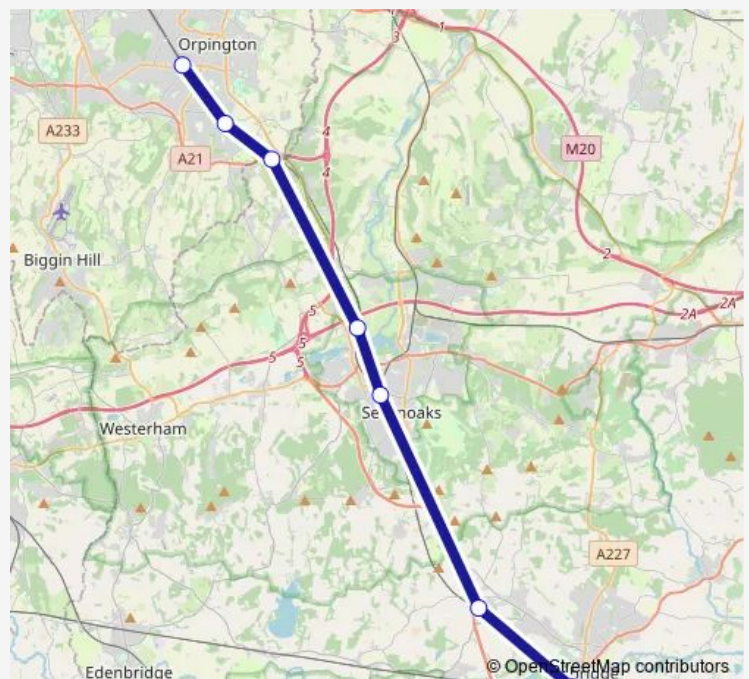 Orpington
1
3
4
A233
M20
A21
4
Biggin Hill
2
5
2A
2A
5
5
5
Westerham
A227
Edenbridge
© OpenStreetMap contributors